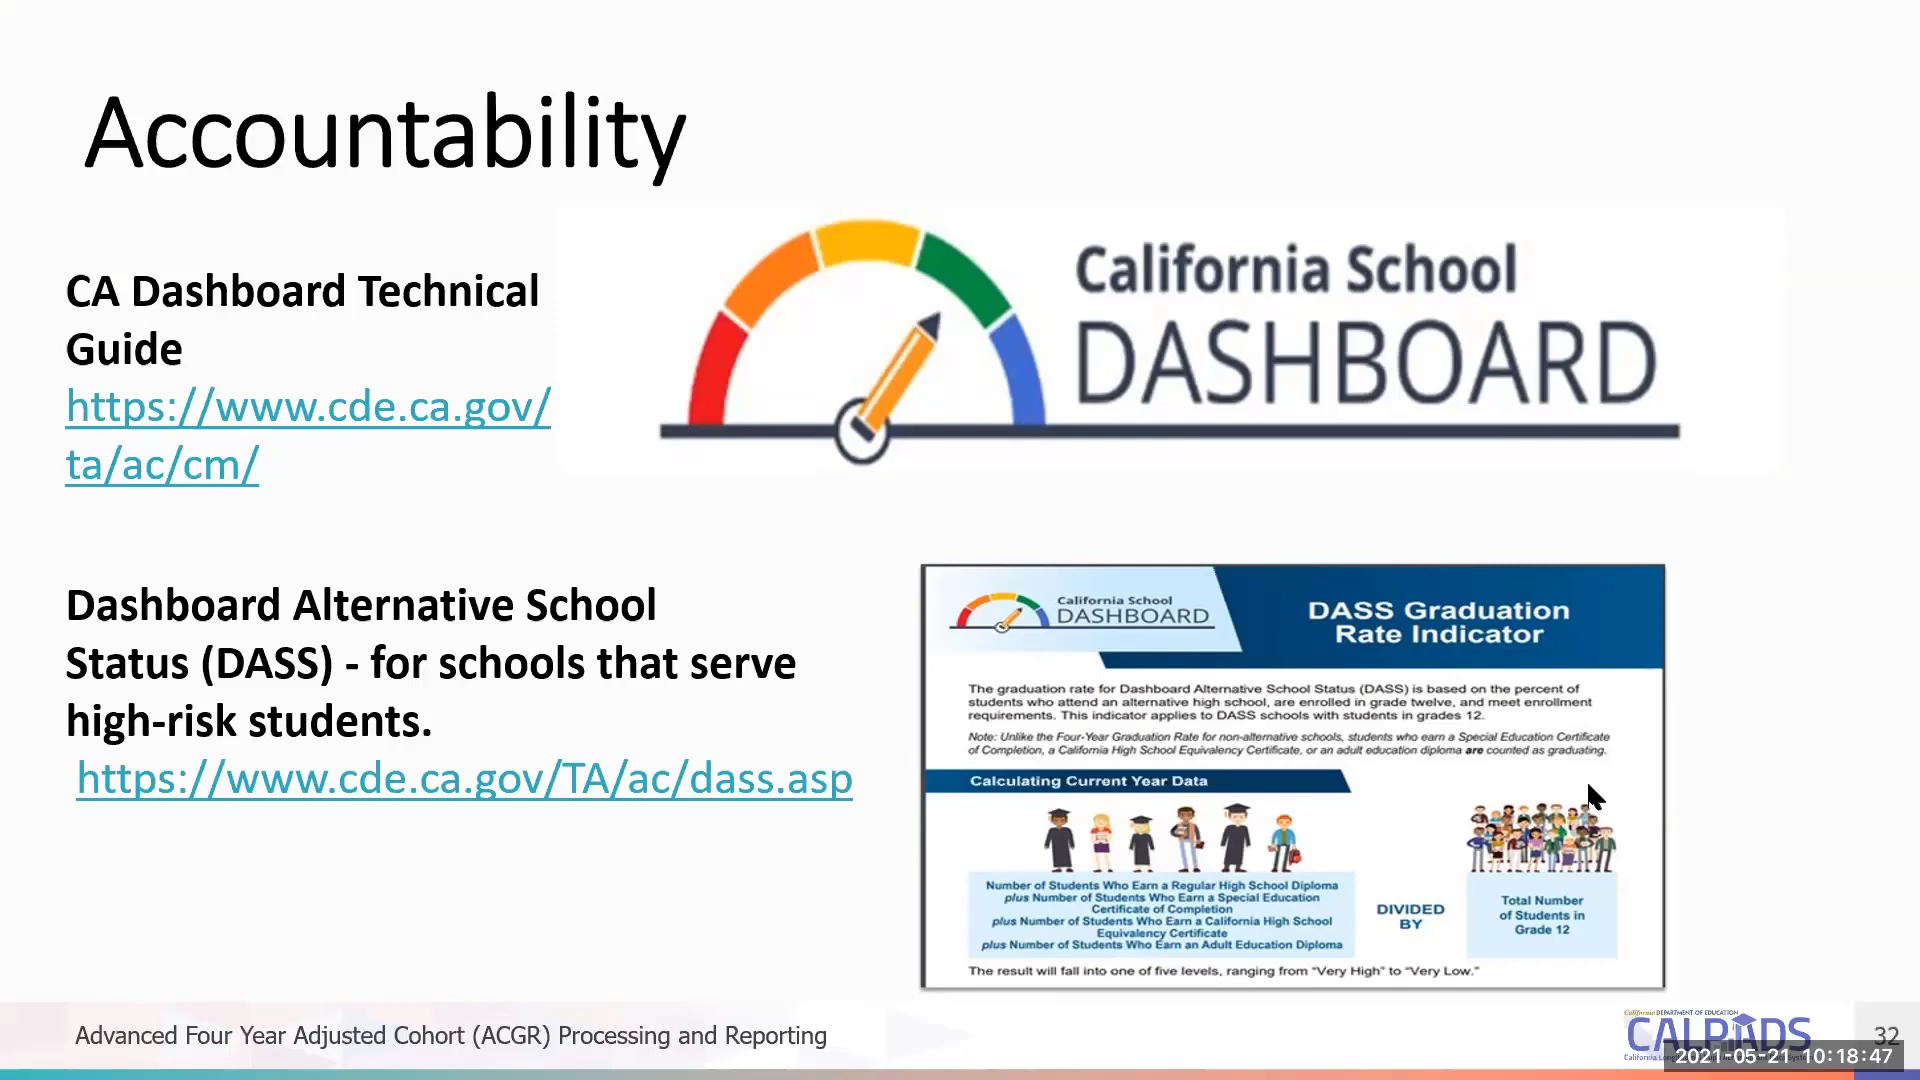 Accountability
CA Dashboard Technical
Guide
https://www.cde.ca.gov/
ta/ac/cm/
California School
DASHBOARD
Dashboard Alternative School
Status (DASS) - for schools that serve
high-risk students.
https://www.cde.ca.gov/TA/ac/dass.asp
California School
DASHBOARD
DASS Graduation
Rate Indicator
The graduation rate for Dashboard Alternative School Status (DASS) is based on the percent of
students who attend an alternative high school, are enrolled in grade twelve, and meet enrollment
requirements. This indicator applies to DASS schools with students in grades 12.
Note: Unlike the Four-Year Graduation Rate for non-alternative schools, students who earn a Special Education Certificate
of Completion, a California High School Equivalency Certificate, or an adult education diploma are counted as graduating.
Calculating Current Year Data
Number of Students Who Earn a Regular High School Diploma
plus Number of Students Who Earn a Special Education
Certificate of Completion
plus Number of Students Who Earn a California High School
Equivalency Certificate
plus Number of Students Who Earn an Adult Education Diploma
DIVIDED
BY
Total Number
of Students in
Grade 12
The result will fall into one of five levels, ranging from “Very High” to “Very Low.”
Advanced Four Year Adjusted Cohort (ACGR) Processing and Reporting
California DEPARTMENT OF EDUCATION
CALPADS
32
2021-05-21 10:18:47